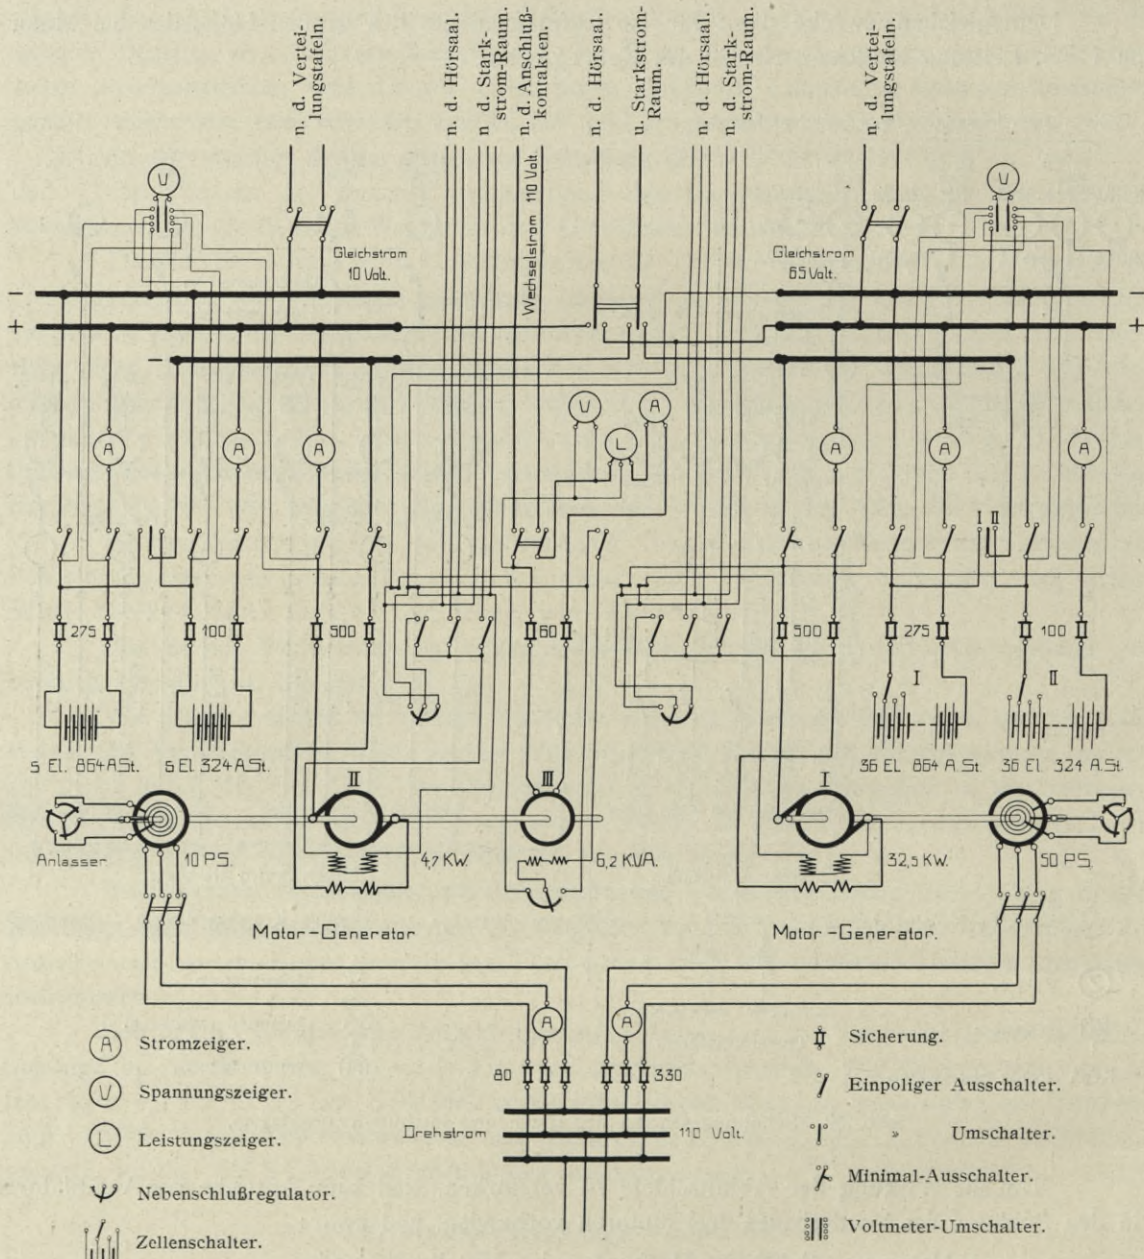 n. d. Vertei-
lungstafeln.
n. d. Hörsaal.
n. d. Stark-
strom-Raum.
n. d. Anschluß-
kontakten.
n. d. Hörsaal.
u. Starkstrom-
Raum.
n. d. Hörsaal.
n. d. Stark-
strom-Raum.
n. d. Vertei-
lungstafeln.
V
V
Gleichstrom
10 Volt.
Wechselstrom 110 Volt
Gleichstrom
65 Volt.
−
−
+
+
−
−
V
A
L
A
A
A
A
A
A
I II
275
100
500
60
500
275
100
I
II
5 El. 864 A.St.
5 El. 324 A.St.
36 El. 864 A.St.
36 El. 324 A.St.
II
III
I
Anlasser
10 PS.
4,7 KW.
6,2 KVA.
32,5 KW.
50 PS.
Motor-Generator
Motor-Generator.
A
A
80
330
Drehstrom
110 Volt.
A Stromzeiger.
V Spannungszeiger.
L Leistungszeiger.
Nebenschlußregulator.
Zellenschalter.
Sicherung.
Einpoliger Ausschalter.
» Umschalter.
Minimal-Ausschalter.
Voltmeter-Umschalter.